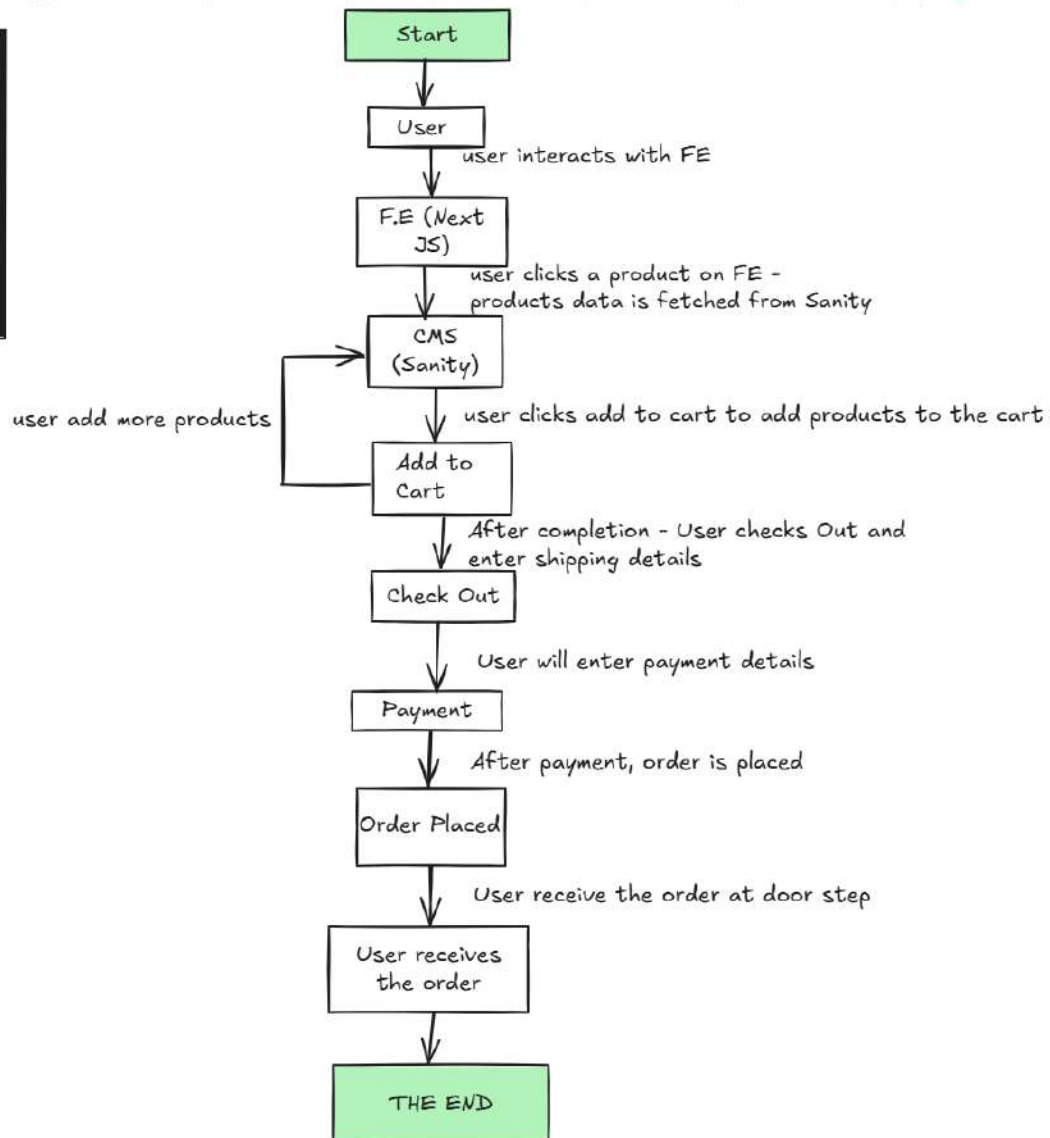 Start
User
user interacts with FE
F.E (Next
JS)
user clicks a product on FE -
products data is fetched from Sanity
CMS
(Sanity)
user add more products
user clicks add to cart to add products to the cart
Add to
Cart
After completion - User checks Out and
enter shipping details
Check Out
User will enter payment details
Payment
After payment, order is placed
Order Placed
User receive the order at door step
User receives
the order
THE END